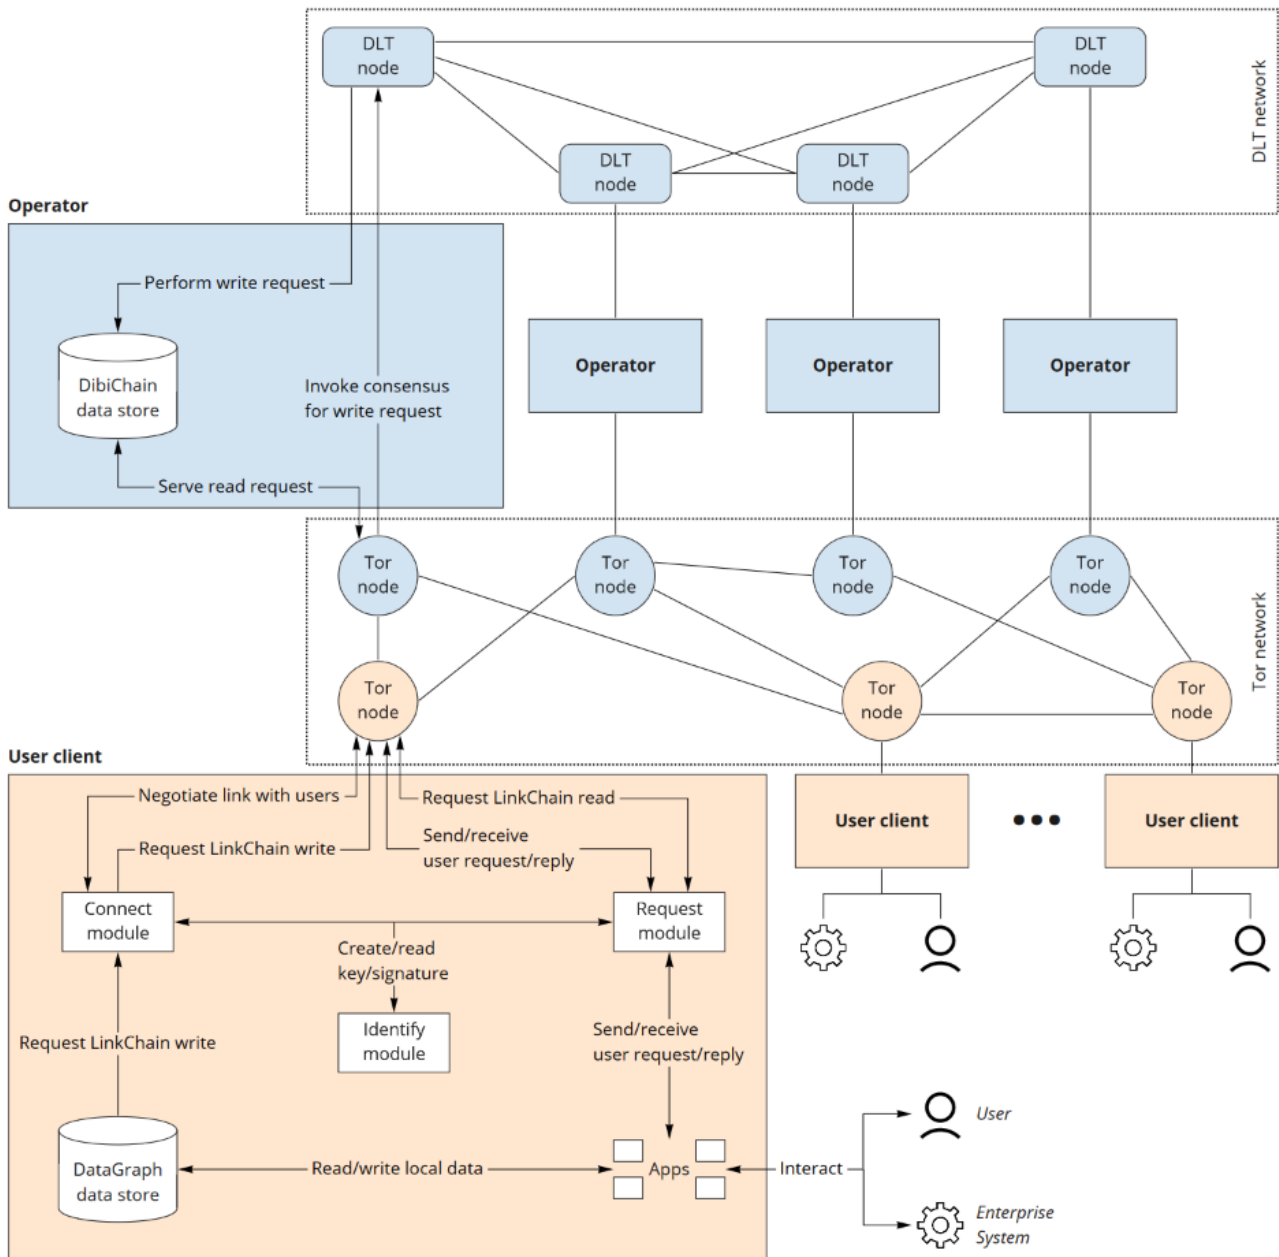 DLT
node
DLT
node
DLT
node
DLT
node
DLT network
Operator
Perform write request
DibiChain
data store
Invoke consensus
for write request
Serve read request
Operator
Operator
Operator
Tor
node
Tor
node
Tor
node
Tor
node
Tor
node
Tor
node
Tor
node
Tor network
User client
Negotiate link with users
Request LinkChain read
Request LinkChain write
Send/receive
user request/reply
Connect
module
Request
module
Create/read
key/signature
Identify
module
Request LinkChain write
Send/receive
user request/reply
DataGraph
data store
Read/write local data
Apps
Interact
User
Enterprise
System
User client
User client